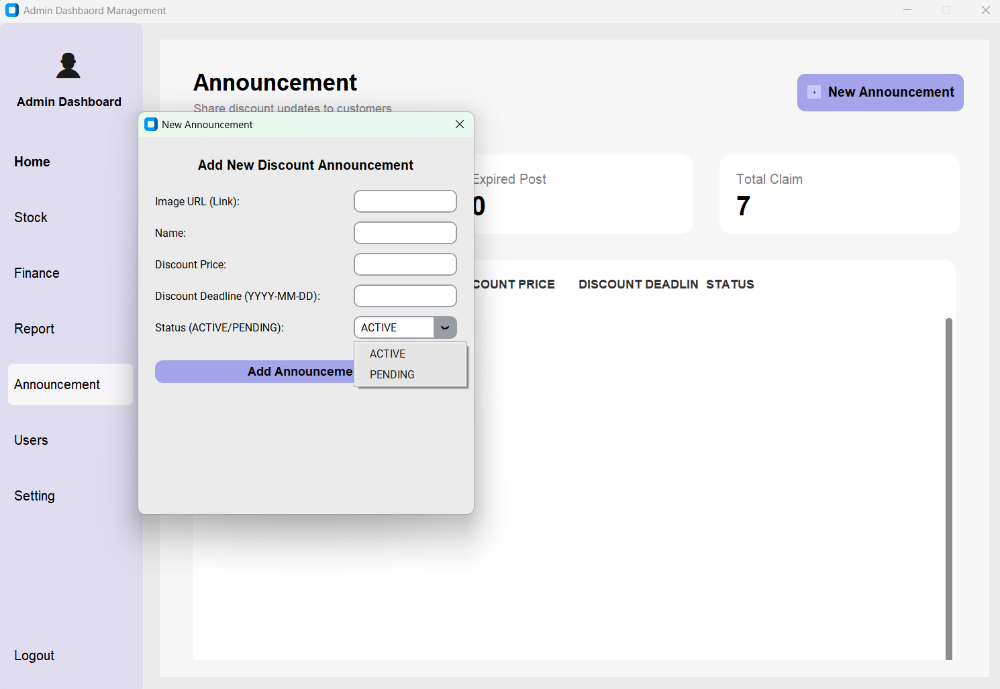 Admin Dashbaord Management
Admin Dashboard
Home
Stock
Finance
Report
Announcement
Users
Setting
Logout
Announcement
Share discount updates to customers
+ New Announcement
Expired Post
0
Total Claim
7
COUNT PRICE DISCOUNT DEADLIN STATUS
New Announcement
Add New Discount Announcement
Image URL (Link):
Name:
Discount Price:
Discount Deadline (YYYY-MM-DD):
Status (ACTIVE/PENDING): ACTIVE
ACTIVE
PENDING
Add Announceme